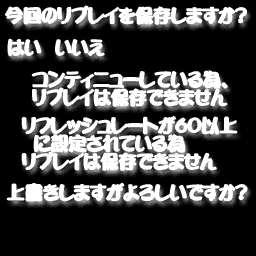 今回のリプレイを保存しますか?
はい　いいえ
コンティニューしている為、
リプレイは保存できません
リフレッシュレートが60以上
に設定されている為
リプレイは保存できません
上書きしますがよろしいですか?